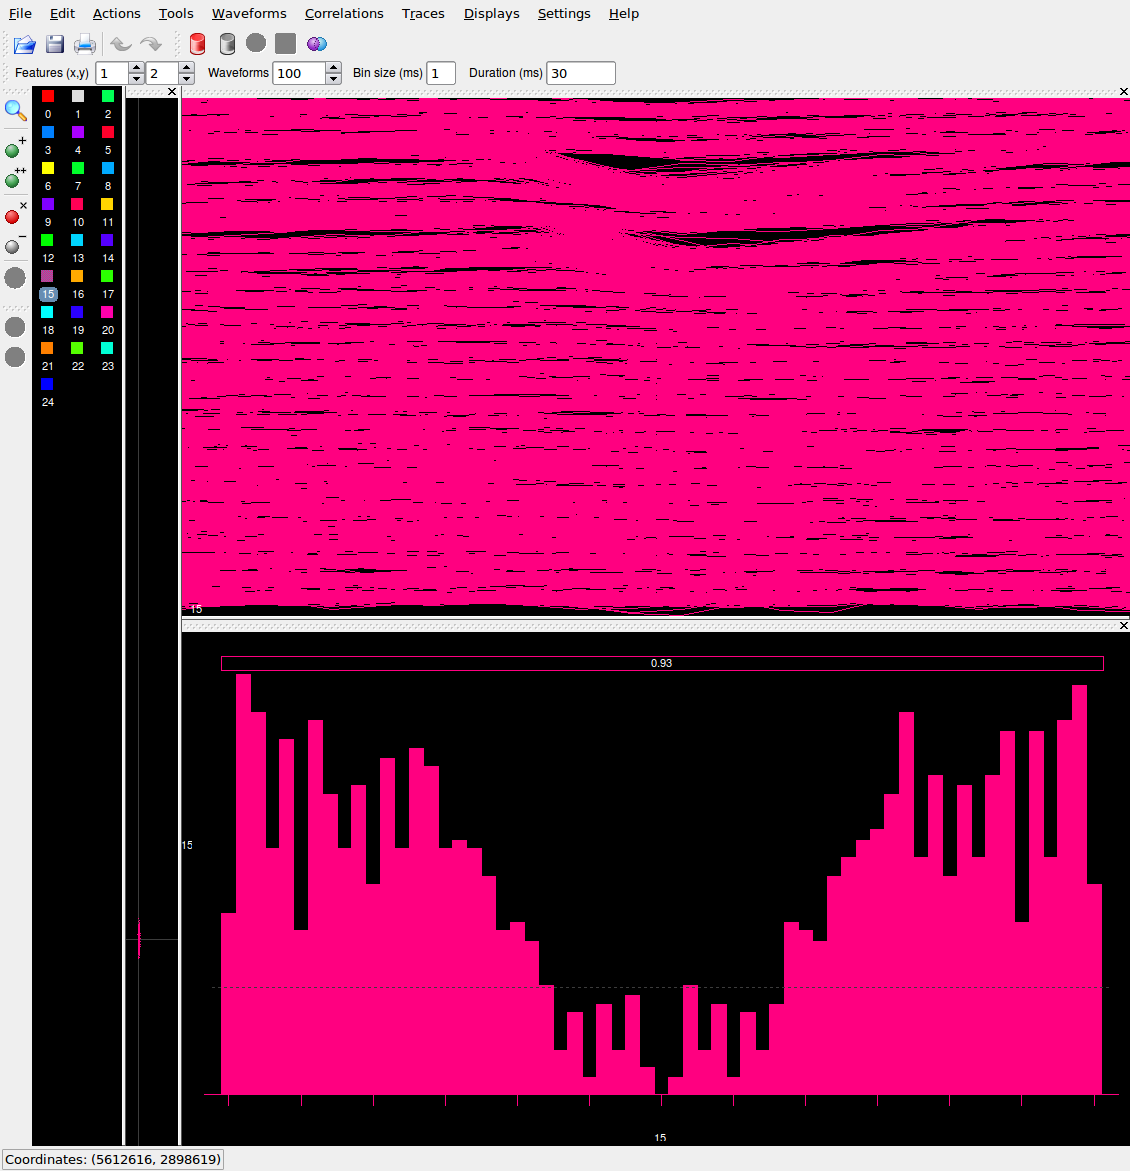 File Edit Actions Tools Waveforms Correlations Traces Displays Settings Help
Features (x,y) 1 2 Waveforms 100 Bin size (ms) 1 Duration (ms) 30
0 1 2
3 4 5
6 7 8
9 10 11
12 13 14
15 16 17
18 19 20
21 22 23
24
15
0.93
15
15
Coordinates: (5612616, 2898619)